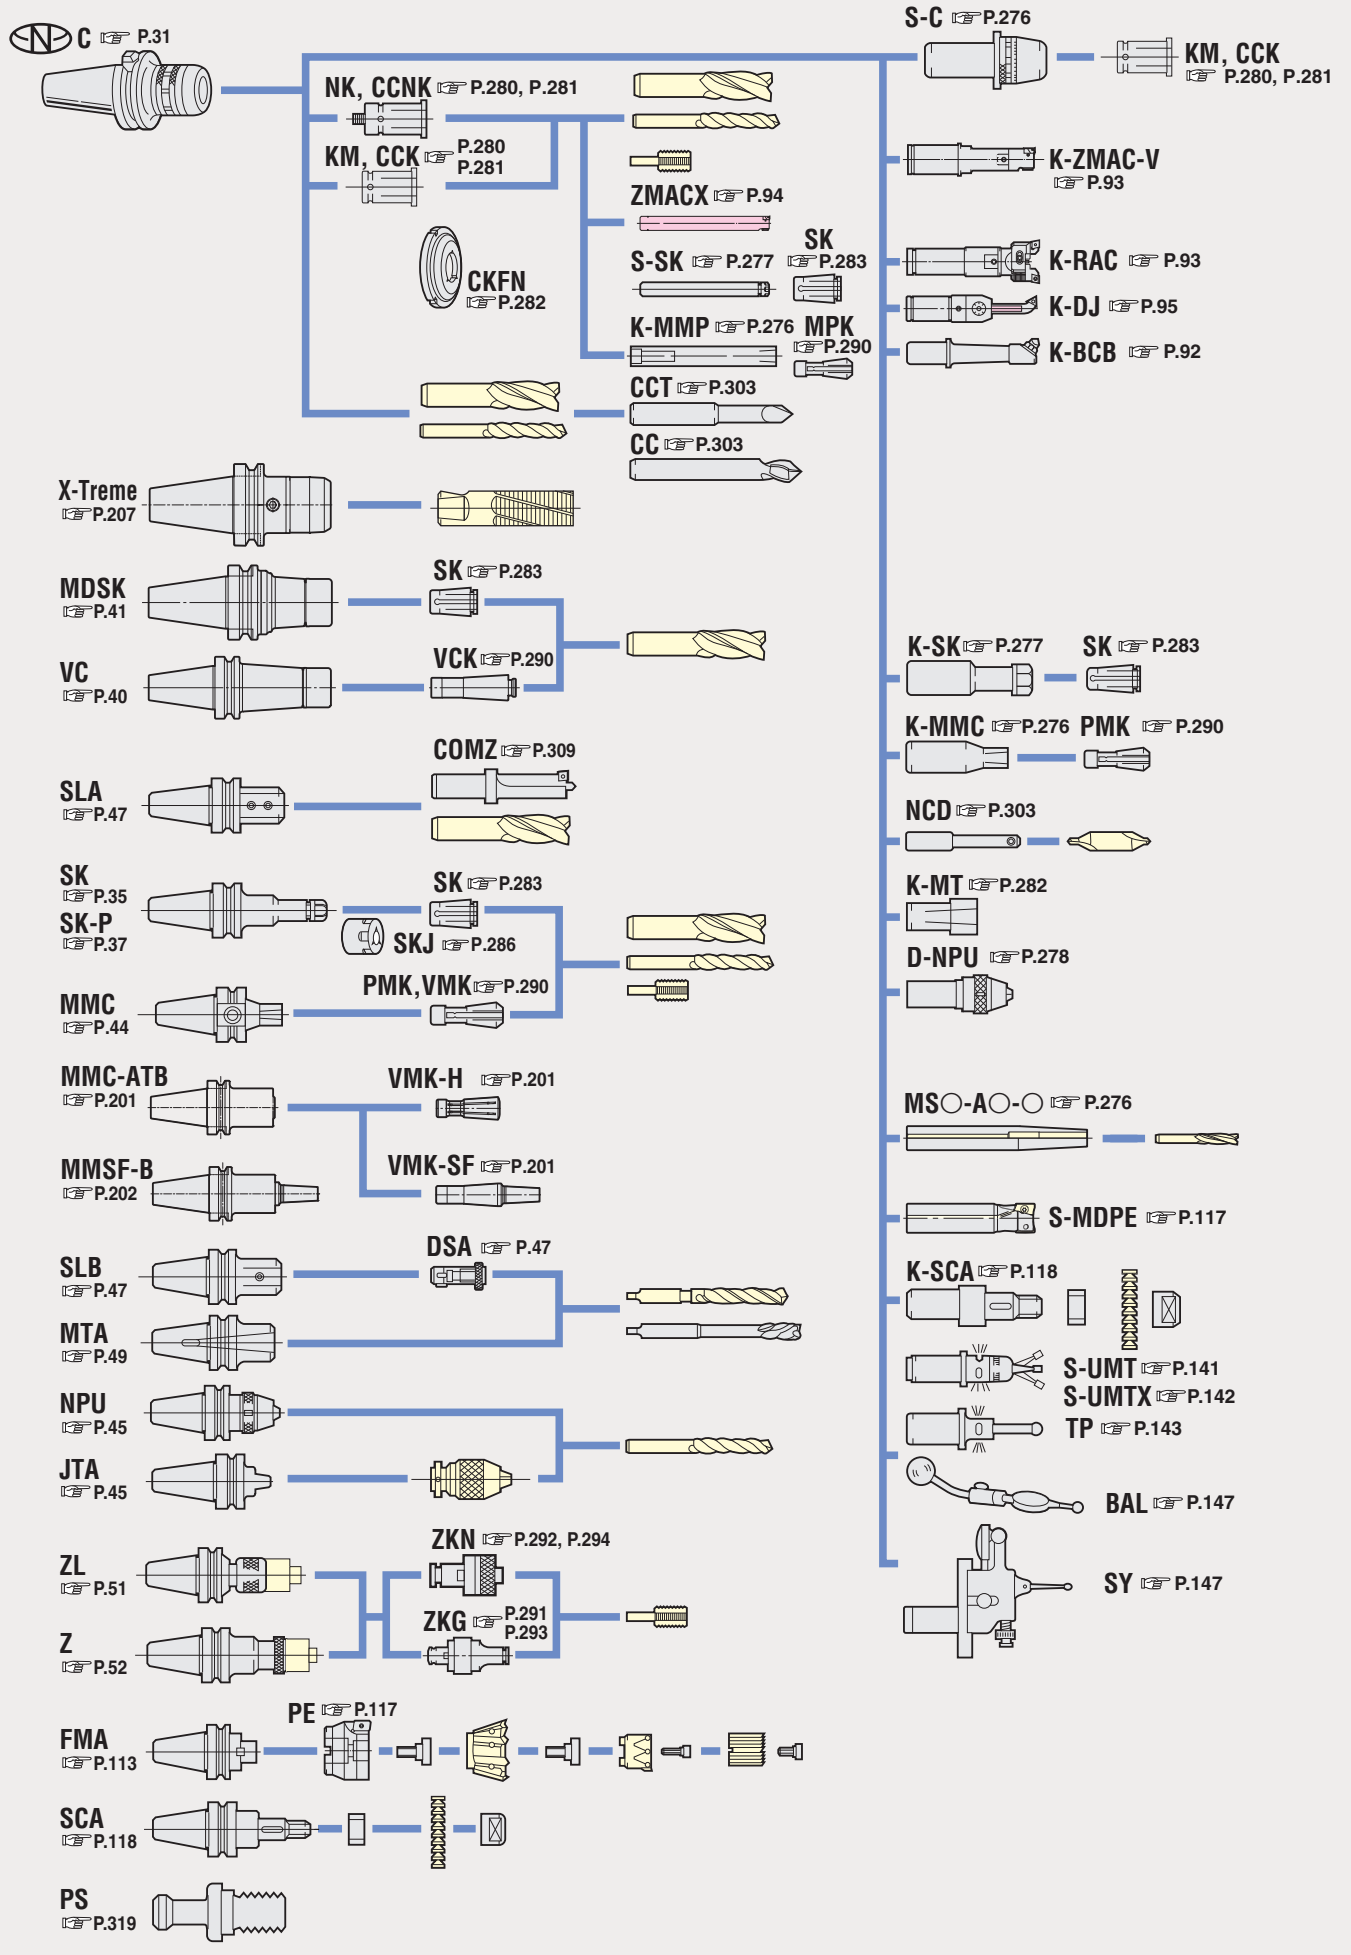 N C P.31
NK, CCNK P.280, P.281
KM, CCK P.280
P.281
CKFN
P.282
ZMACX P.94
S-SK P.277
SK
P.283
K-MMP P.276
MPK
P.290
CCT P.303
CC P.303
X-Treme
P.207
MDSK
P.41
SK P.283
VC
P.40
VCK P.290
SLA
P.47
COMZ P.309
SK
P.35
SK-P
P.37
SK P.283
SKJ P.286
MMC
P.44
PMK,VMK P.290
MMC-ATB
P.201
VMK-H P.201
MMSF-B
P.202
VMK-SF P.201
SLB
P.47
DSA P.47
MTA
P.49
NPU
P.45
JTA
P.45
ZL
P.51
ZKN P.292, P.294
Z
P.52
ZKG P.291
P.293
FMA
P.113
PE P.117
SCA
P.118
PS
P.319
S-C P.276
KM, CCK
P.280, P.281
K-ZMAC-V
P.93
K-RAC P.93
K-DJ P.95
K-BCB P.92
K-SK P.277
SK P.283
K-MMC P.276
PMK P.290
NCD P.303
K-MT P.282
D-NPU P.278
MS○-A○-○ P.276
S-MDPE P.117
K-SCA P.118
S-UMT P.141
S-UMTX P.142
TP P.143
BAL P.147
SY P.147